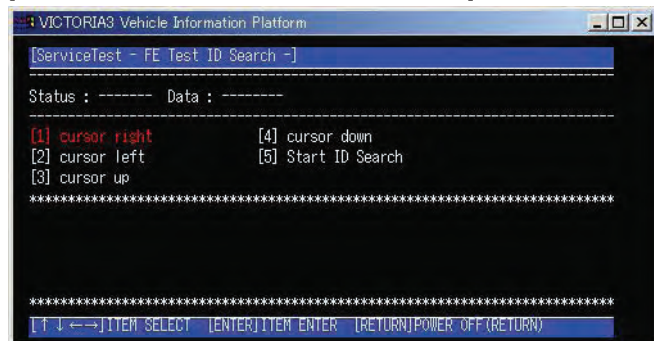 VICTORIA3 Vehicle Information Platform
[ServiceTest - FE Test ID Search -]
--------------------------------------------------------------------------
Status : ------- Data : --------
--------------------------------------------------------------------------
[1] cursor right [4] cursor down
[2] cursor left [5] Start ID Search
[3] cursor up
**************************************************************************
**************************************************************************
[↑↓←→]ITEM SELECT [ENTER]ITEM ENTER [RETURN]POWER OFF(RETURN)